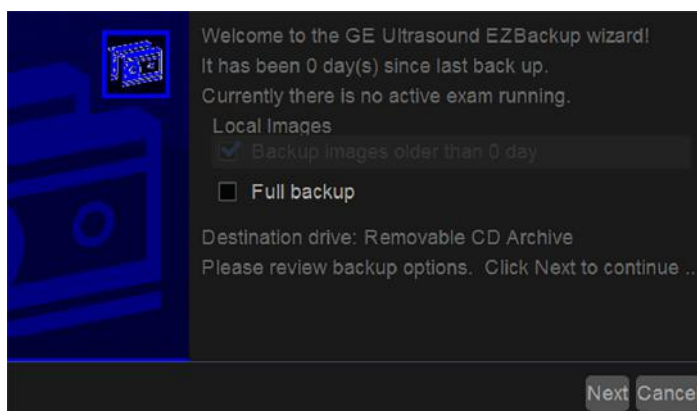 Welcome to the GE Ultrasound EZBackup wizard!
It has been 0 day(s) since last back up.
Currently there is no active exam running.
Local Images
Backup images older than 0 day
Full backup
Destination drive: Removable CD Archive
Please review backup options. Click Next to continue ..
Next Cance